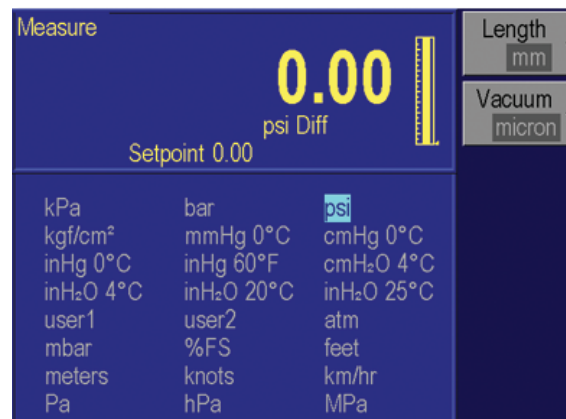 Measure
0.00
psi Diff
Setpoint 0.00
Length
mm
Vacuum
micron
kPa bar psi
kgf/cm² mmHg 0°C cmHg 0°C
inHg 0°C inHg 60°F cmH₂O 4°C
inH₂O 4°C inH₂O 20°C inH₂O 25°C
user1 user2 atm
mbar %FS feet
meters knots km/hr
Pa hPa MPa